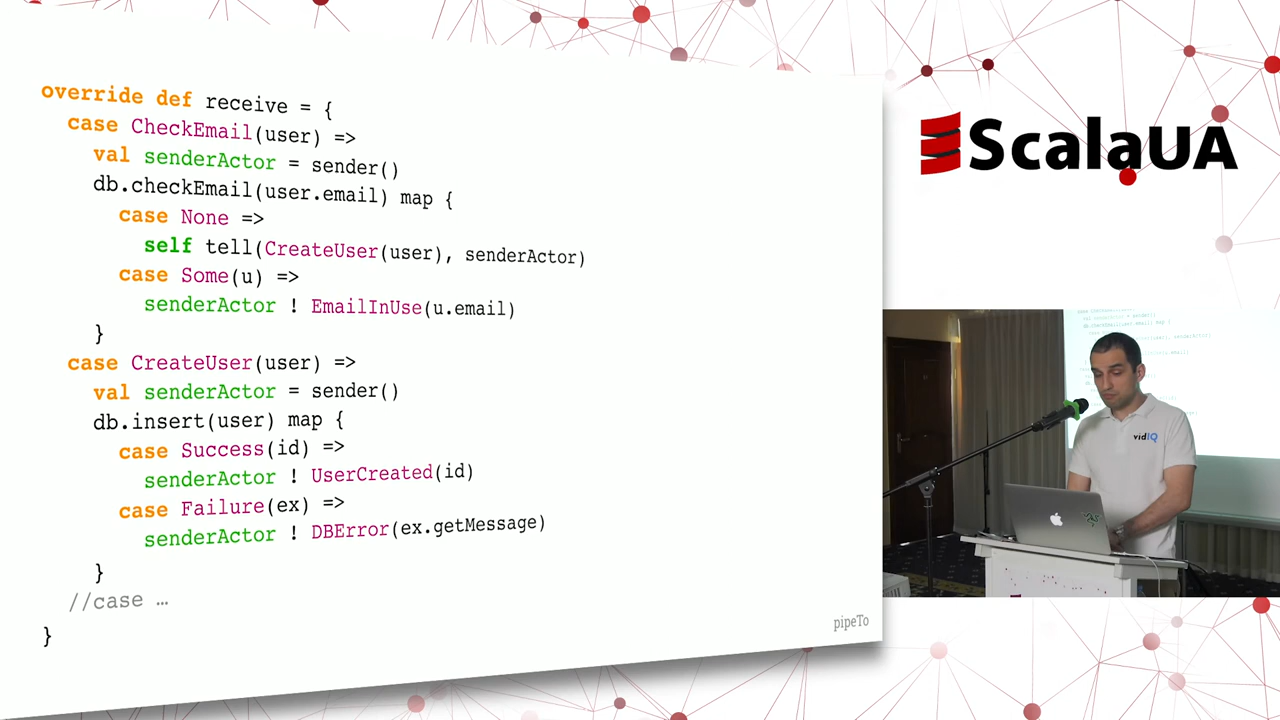 override def receive = {
case CheckEmail(user) =>
val senderActor = sender()
db.checkEmail(user.email) map {
case None =>
self tell(CreateUser(user), senderActor)
case Some(u) =>
senderActor ! EmailInUse(u.email)
}
case CreateUser(user) =>
val senderActor = sender()
db.insert(user) map {
case Success(id) =>
senderActor ! UserCreated(id)
case Failure(ex) =>
senderActor ! DBError(ex.getMessage)
}
//case …
}
pipeTo
ScalaUA
vidIQ